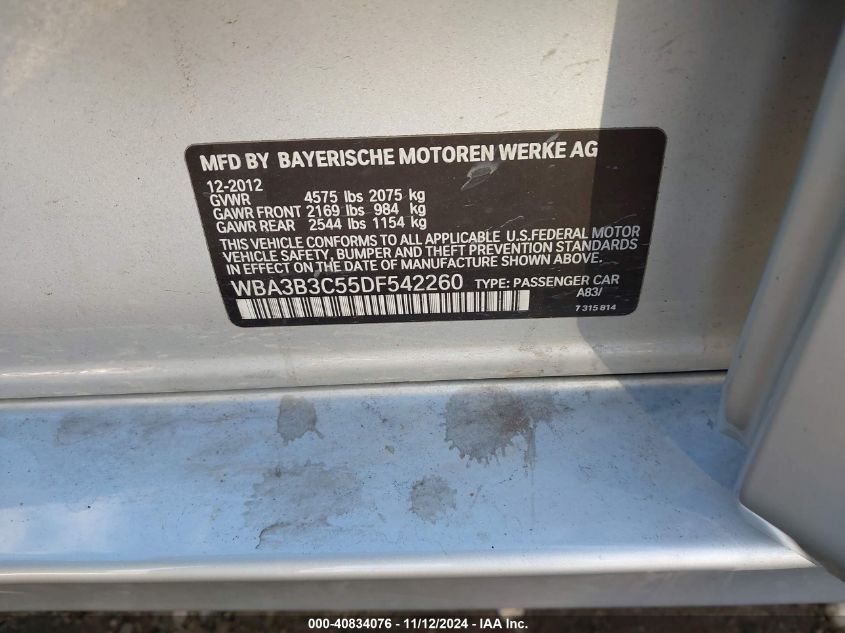 MFD BY BAYERISCHE MOTOREN WERKE AG
12-2012
GVWR 4575 lbs 2075 kg
GAWR FRONT 2169 lbs 984 kg
GAWR REAR 2544 lbs 1154 kg
THIS VEHICLE CONFORMS TO ALL APPLICABLE U.S.FEDERAL MOTOR
VEHICLE SAFETY, BUMPER AND THEFT PREVENTION STANDARDS
IN EFFECT ON THE DATE OF MANUFACTURE SHOWN ABOVE.
WBA3B3C55DF542260 TYPE: PASSENGER CAR
A83/
7 315 814
000-40834076 - 11/12/2024 - IAA Inc.